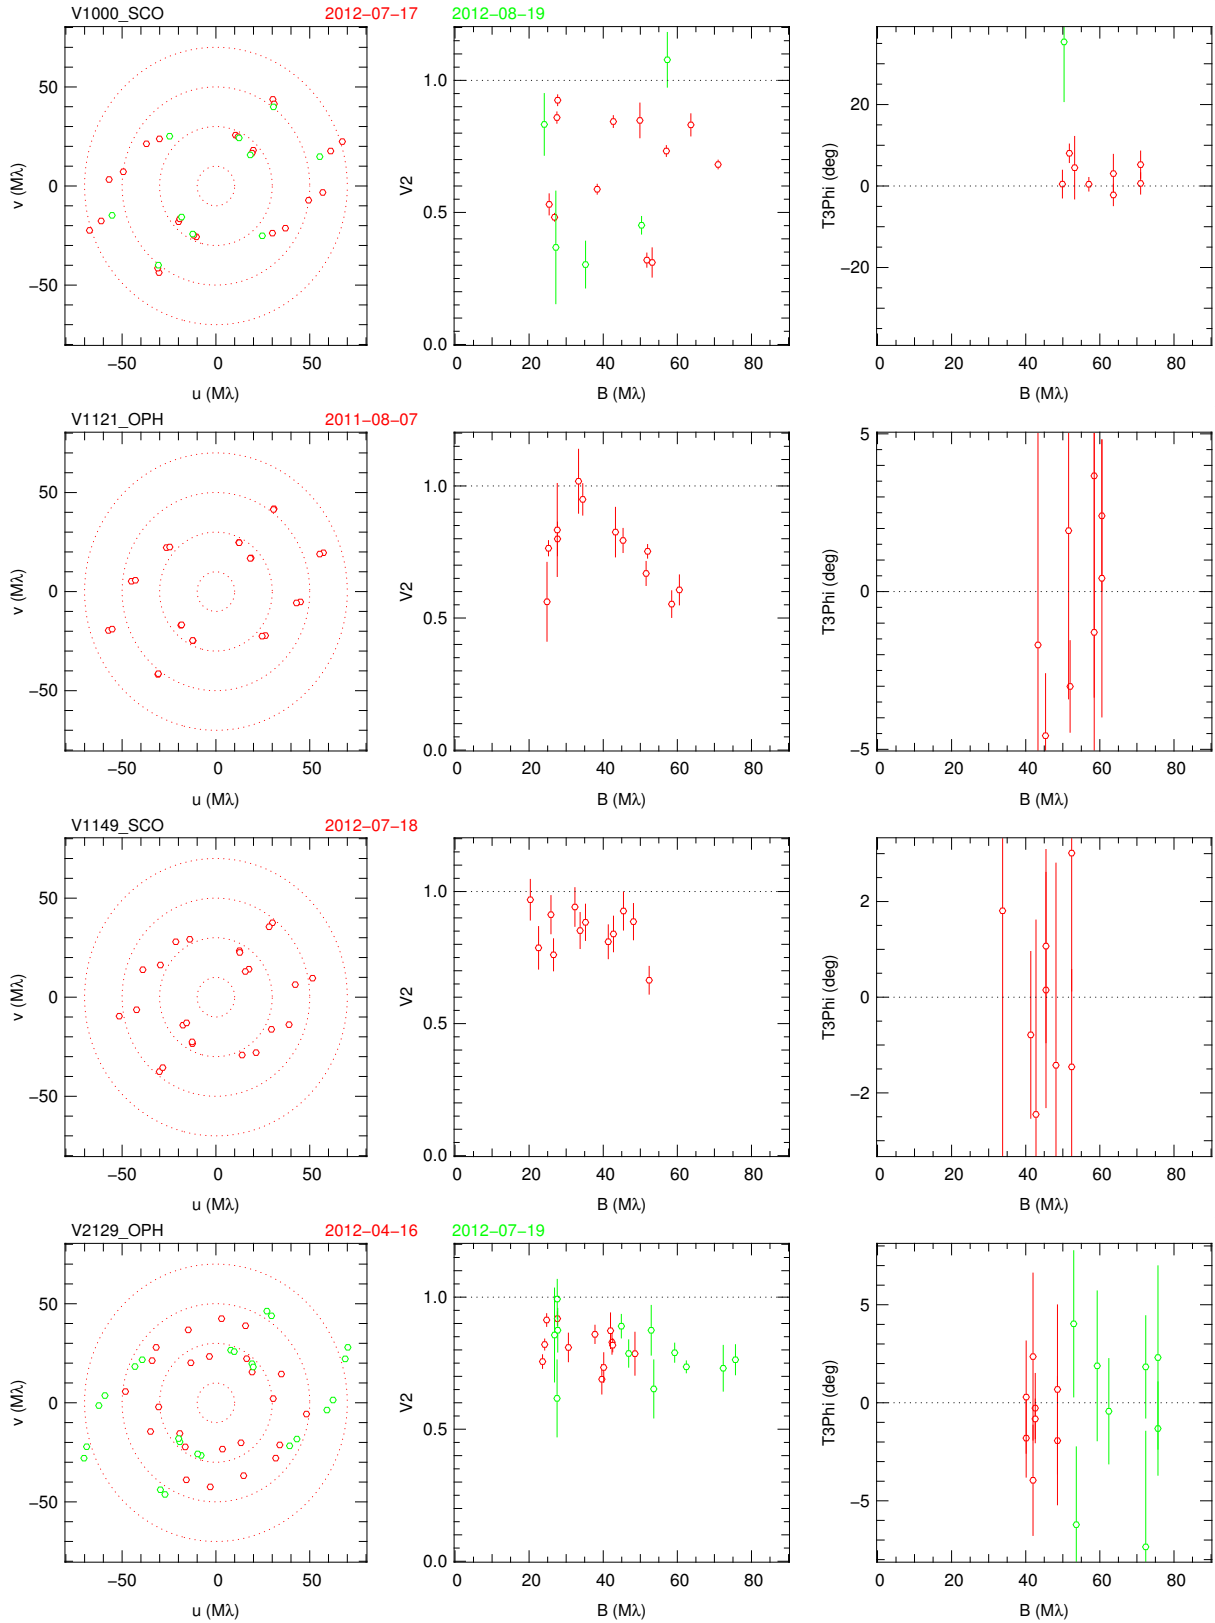 V1000_SCO 2012−07−17 2012−08−19
v (Mλ)
50
0
−50
−50 0 50
u (Mλ)
V2
1.0
0.5
0.0
0 20 40 60 80
B (Mλ)
T3Phi (deg)
20
0
−20
0 20 40 60 80
B (Mλ)
V1121_OPH 2011−08−07
v (Mλ)
50
0
−50
−50 0 50
u (Mλ)
V2
1.0
0.5
0.0
0 20 40 60 80
B (Mλ)
T3Phi (deg)
5
0
−5
0 20 40 60 80
B (Mλ)
V1149_SCO 2012−07−18
v (Mλ)
50
0
−50
−50 0 50
u (Mλ)
V2
1.0
0.5
0.0
0 20 40 60 80
B (Mλ)
T3Phi (deg)
2
0
−2
0 20 40 60 80
B (Mλ)
V2129_OPH 2012−04−16 2012−07−19
v (Mλ)
50
0
−50
−50 0 50
u (Mλ)
V2
1.0
0.5
0.0
0 20 40 60 80
B (Mλ)
T3Phi (deg)
5
0
−5
0 20 40 60 80
B (Mλ)